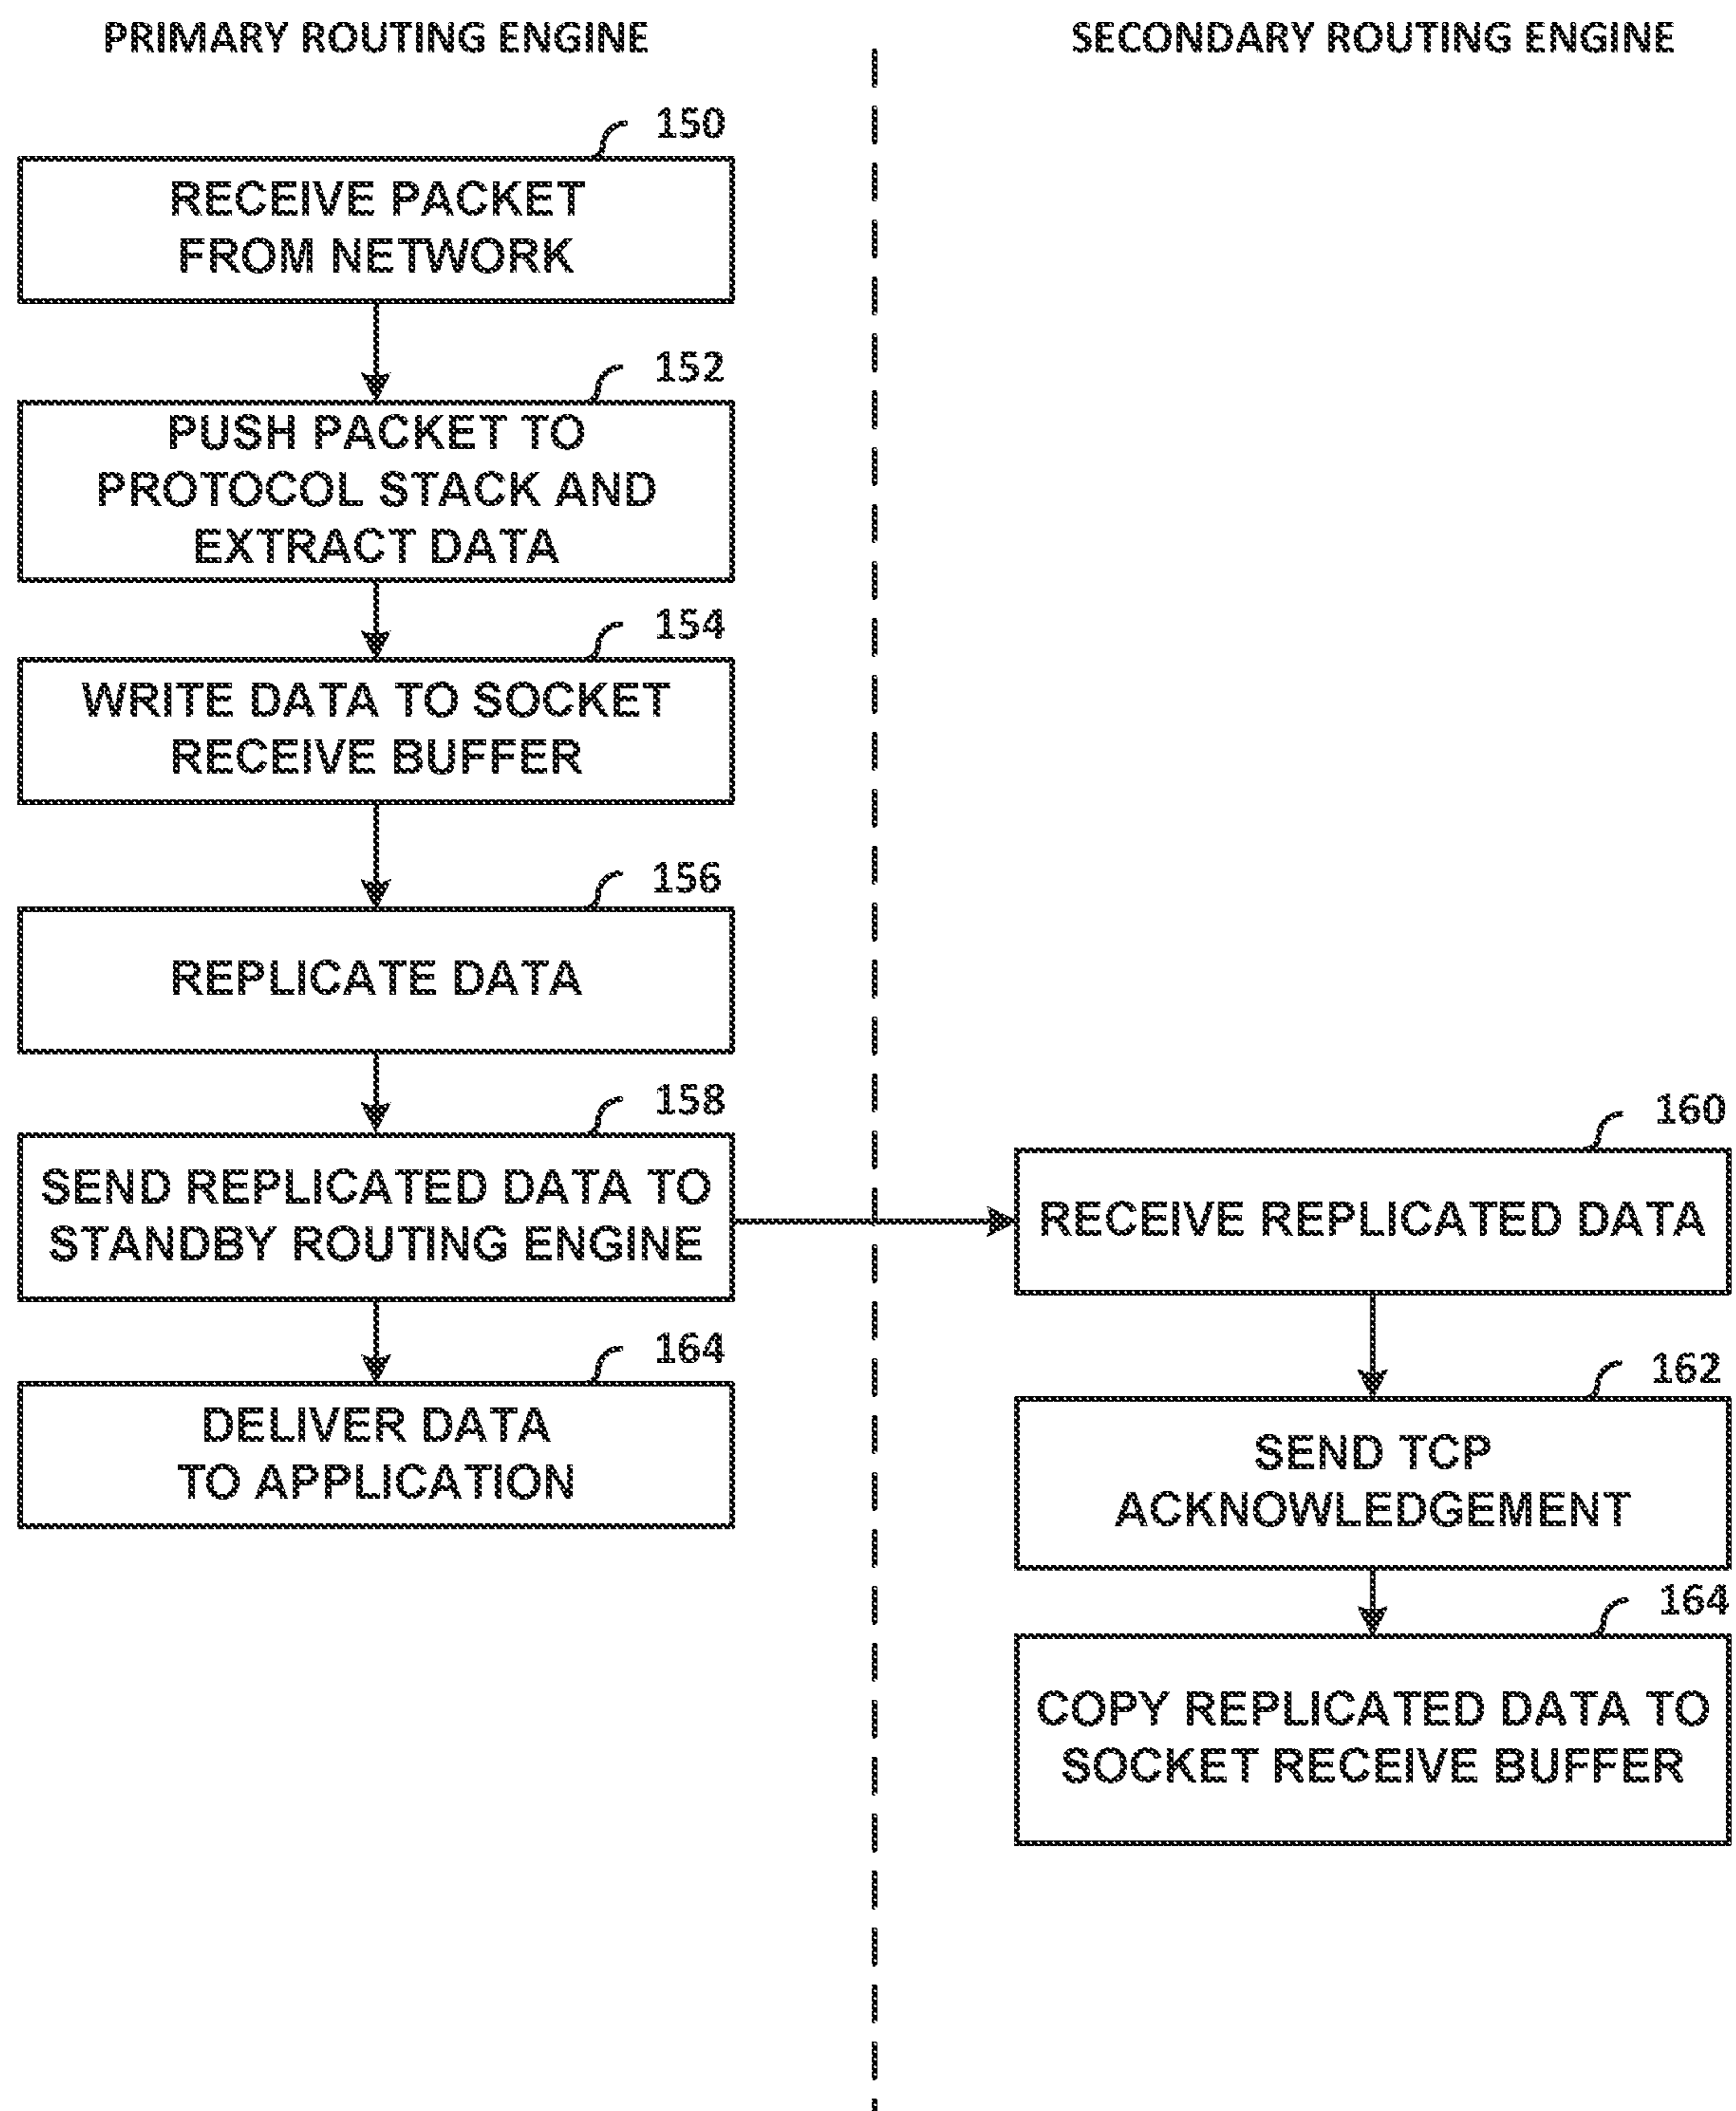 PRIMARY ROUTING ENGINE
150
RECEIVE PACKET
FROM NETWORK
152
PUSH PACKET TO
PROTOCOL STACK AND
EXTRACT DATA
154
WRITE DATA TO SOCKET
RECEIVE BUFFER
156
REPLICATE DATA
158
SEND REPLICATED DATA TO
STANDBY ROUTING ENGINE
164
DELIVER DATA
TO APPLICATION
SECONDARY ROUTING ENGINE
160
RECEIVE REPLICATED DATA
162
SEND TCP
ACKNOWLEDGEMENT
164
COPY REPLICATED DATA TO
SOCKET RECEIVE BUFFER